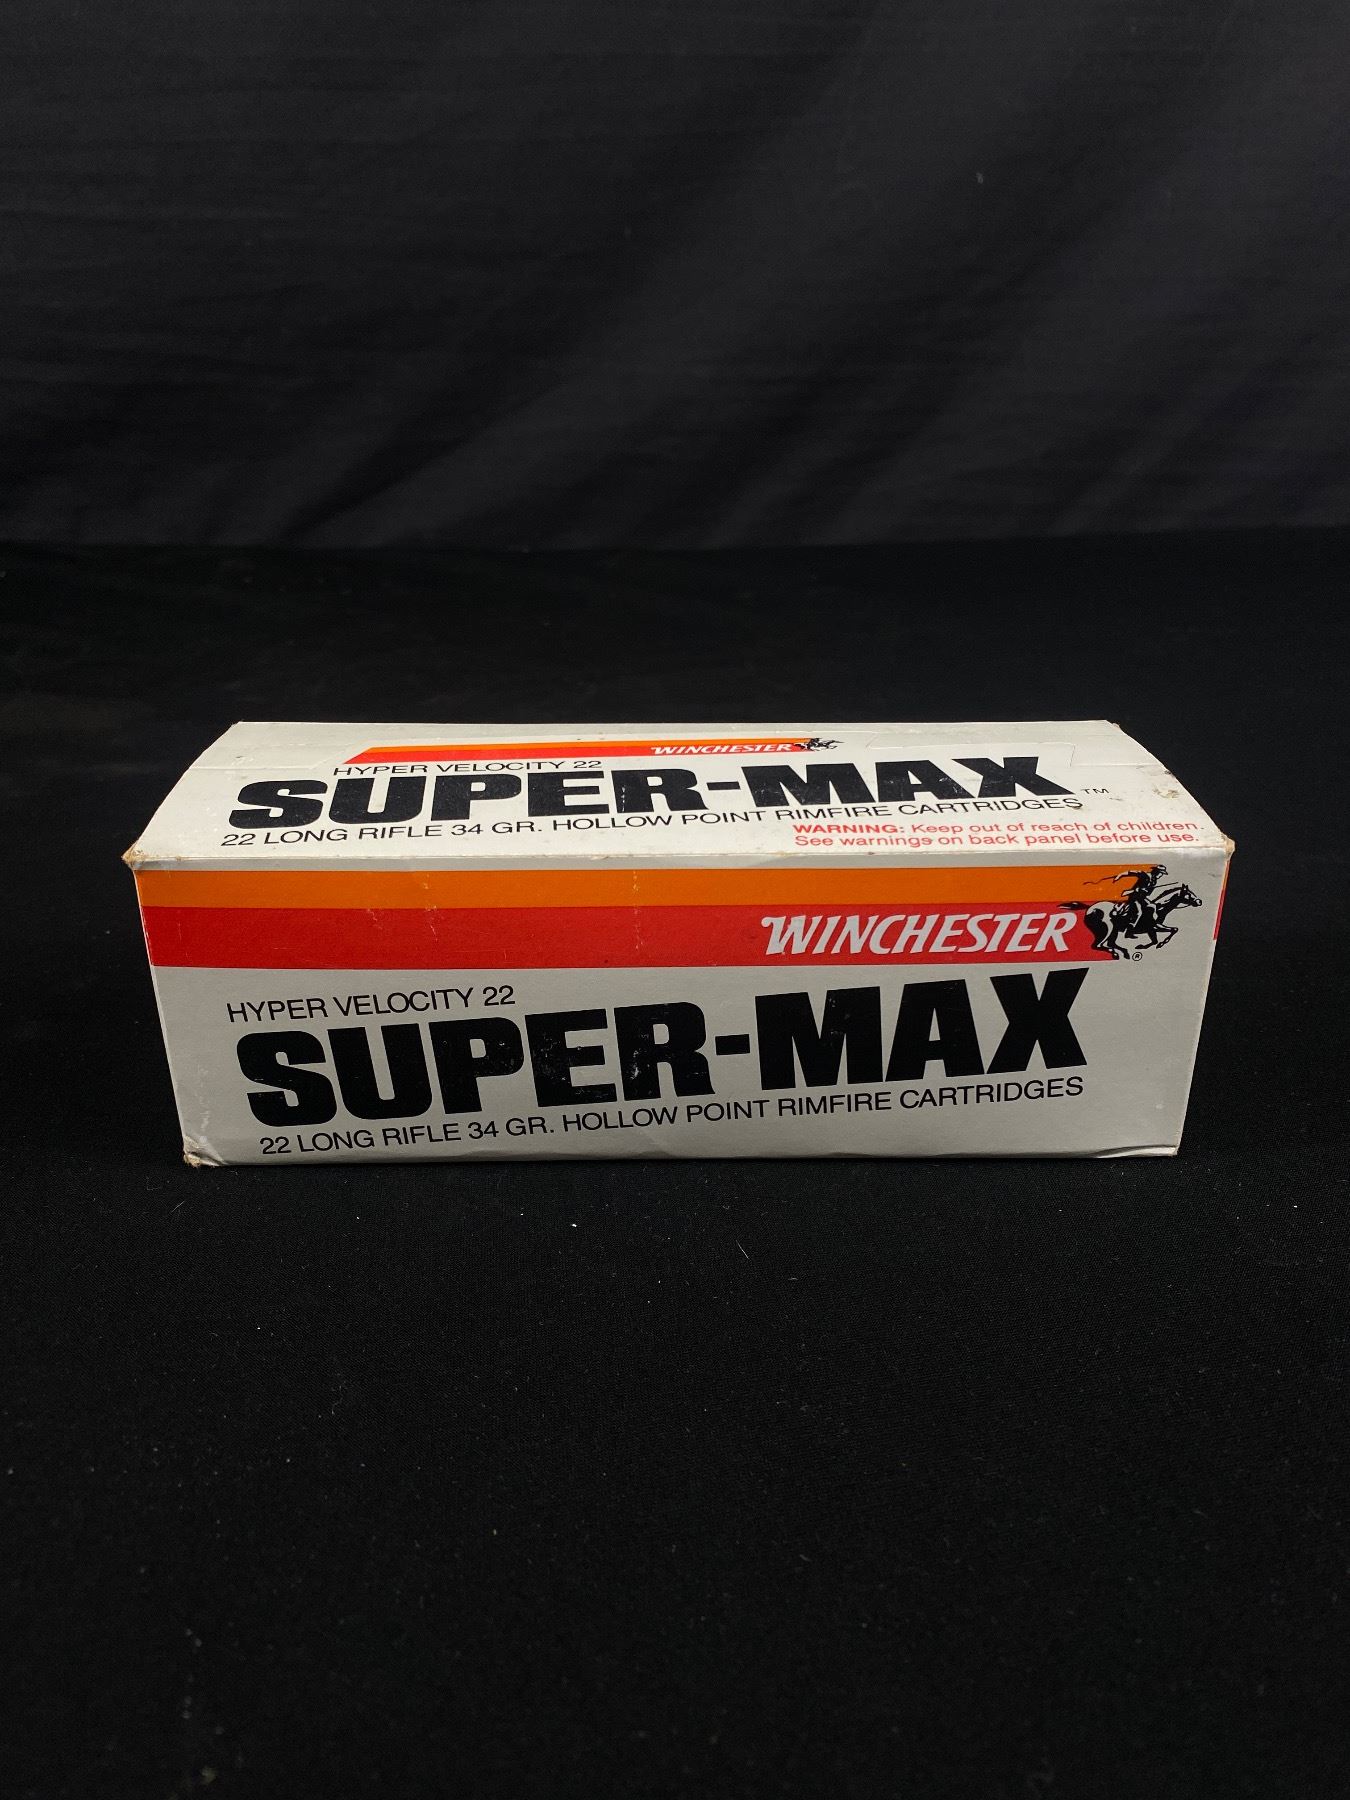 WINCHESTER
HYPER VELOCITY 22
SUPER-MAX™
22 LONG RIFLE 34 GR. HOLLOW POINT RIMFIRE CARTRIDGES
WARNING: Keep out of reach of children.
See warnings on back panel before use.
WINCHESTER®
HYPER VELOCITY 22
SUPER-MAX
22 LONG RIFLE 34 GR. HOLLOW POINT RIMFIRE CARTRIDGES